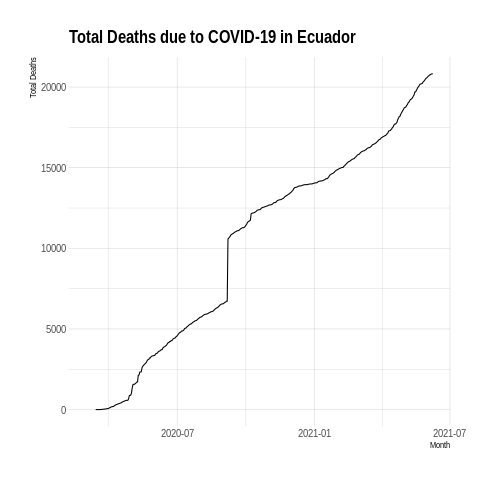 Total Deaths due to COVID-19 in Ecuador
Total Deaths
20000
15000
10000
5000
0
2020-07 2021-01 2021-07
Month